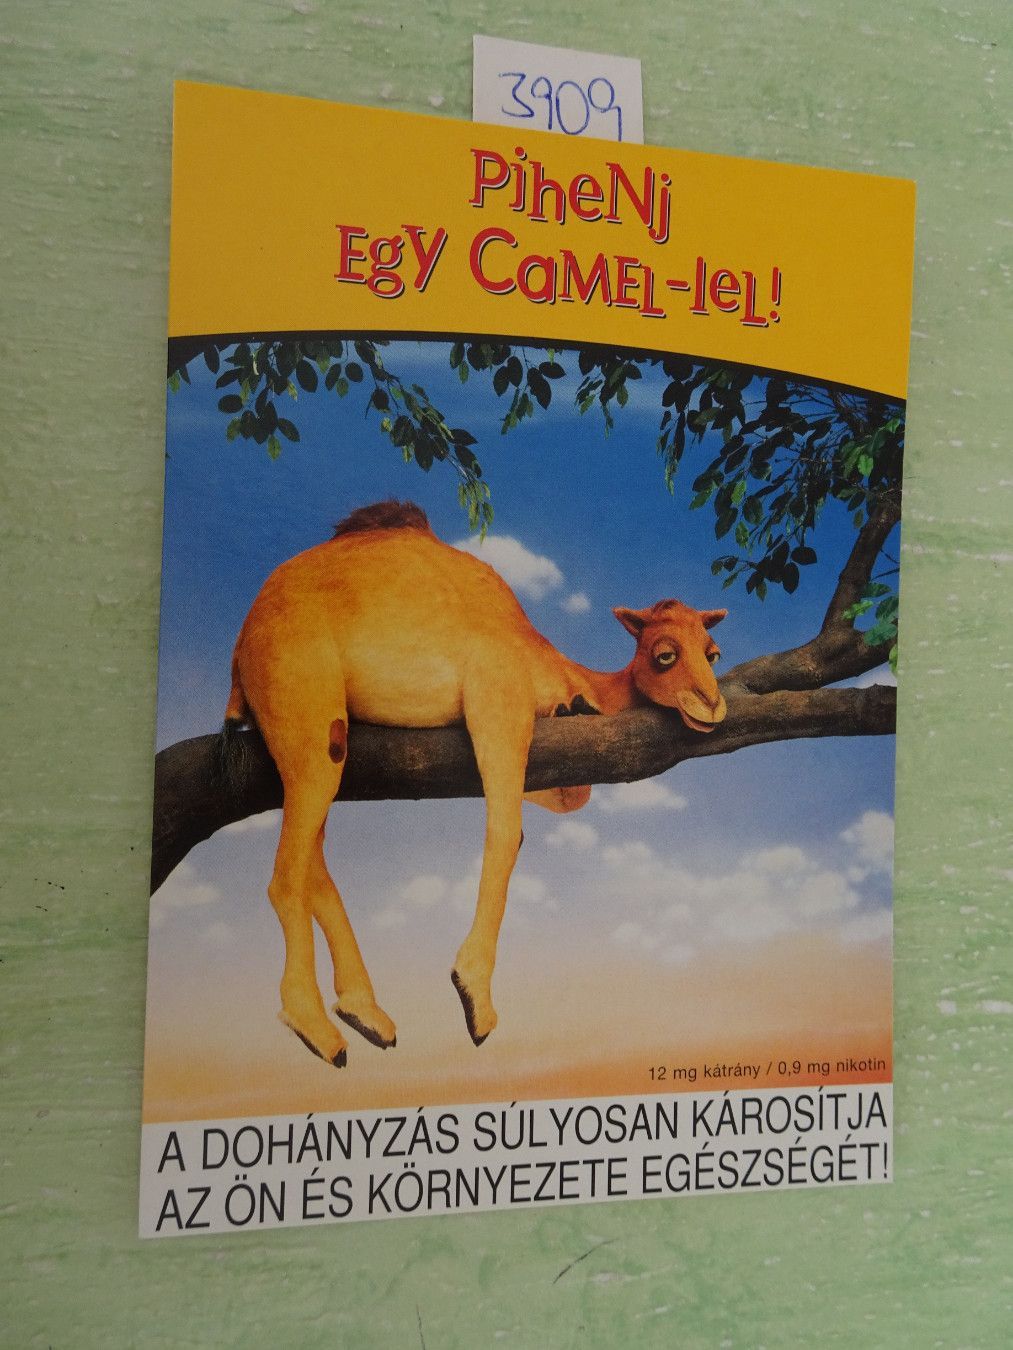 3909
PiheNj
Egy CaMEL-lel!
12 mg kátrány / 0,9 mg nikotin
A DOHÁNYZÁS SÚLYOSAN KÁROSÍTJA
AZ ÖN ÉS KÖRNYEZETE EGÉSZSÉGÉT!